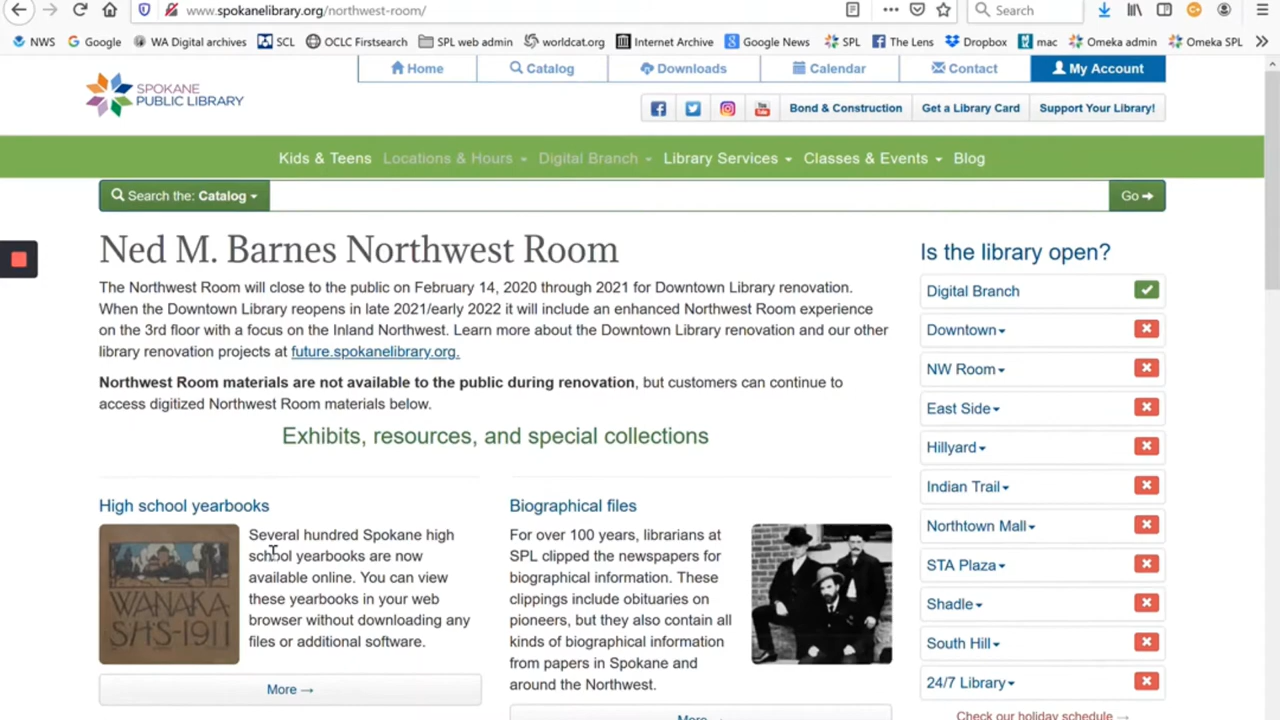 www.spokanelibrary.org/northwest-room/
Search
NWS Google WA Digital archives SCL OCLC Firstsearch SPL web admin worldcat.org Internet Archive Google News SPL The Lens Dropbox mac Omeka admin Omeka SPL
SPOKANE
PUBLIC LIBRARY
Home Catalog Downloads Calendar Contact My Account
Bond & Construction Get a Library Card Support Your Library!
Kids & Teens Locations & Hours Digital Branch Library Services Classes & Events Blog
Search the: Catalog Go
Ned M. Barnes Northwest Room
The Northwest Room will close to the public on February 14, 2020 through 2021 for Downtown Library renovation.
When the Downtown Library reopens in late 2021/early 2022 it will include an enhanced Northwest Room experience
on the 3rd floor with a focus on the Inland Northwest. Learn more about the Downtown Library renovation and our other
library renovation projects at future.spokanelibrary.org.
Northwest Room materials are not available to the public during renovation, but customers can continue to
access digitized Northwest Room materials below.
Exhibits, resources, and special collections
High school yearbooks
WANAKA
SHS-1911
Several hundred Spokane high
school yearbooks are now
available online. You can view
these yearbooks in your web
browser without downloading any
files or additional software.
More →
Biographical files
For over 100 years, librarians at
SPL clipped the newspapers for
biographical information. These
clippings include obituaries on
pioneers, but they also contain all
kinds of biographical information
from papers in Spokane and
around the Northwest.
More →
Is the library open?
Digital Branch
Downtown
NW Room
East Side
Hillyard
Indian Trail
Northtown Mall
STA Plaza
Shadle
South Hill
24/7 Library
Check our holiday schedule →